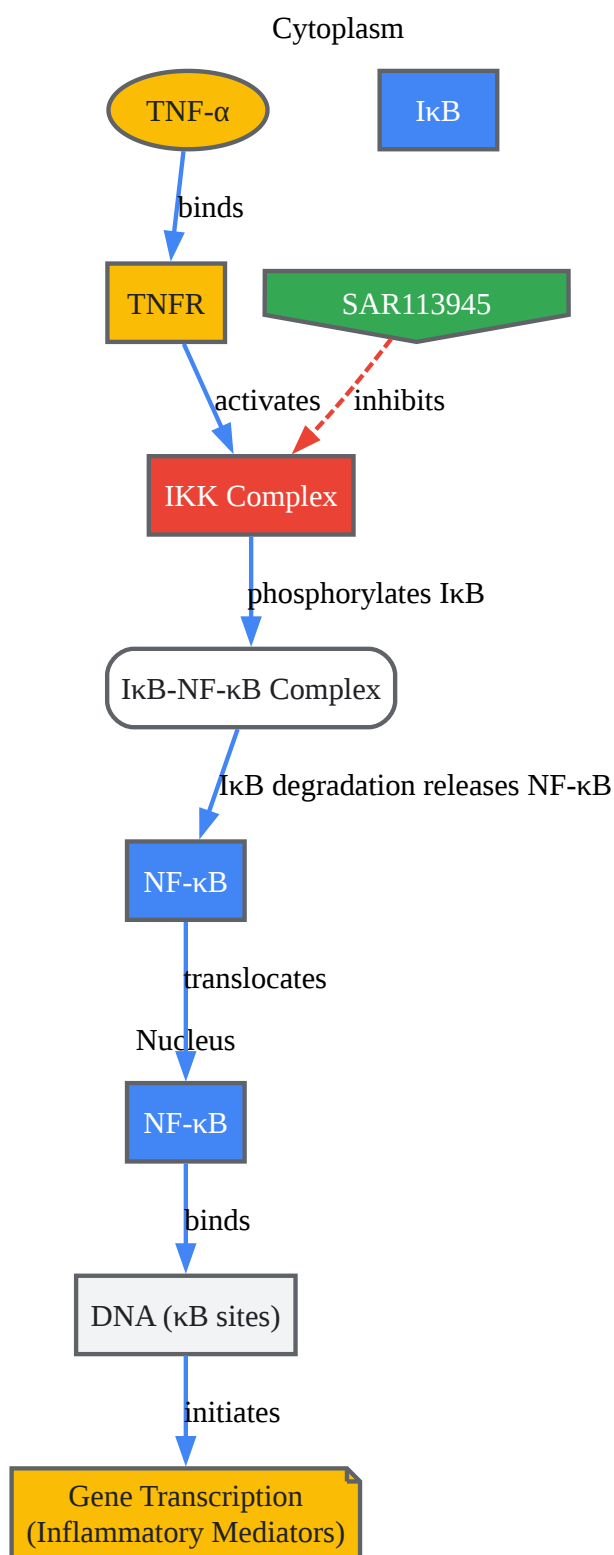 Cytoplasm
TNF-α
IκB
binds
TNFR
SAR113945
activates
inhibits
IKK Complex
phosphorylates IκB
IκB-NF-κB Complex
IκB degradation releases NF-κB
NF-κB
translocates
Nucleus
NF-κB
binds
DNA (κB sites)
initiates
Gene Transcription
(Inflammatory Mediators)